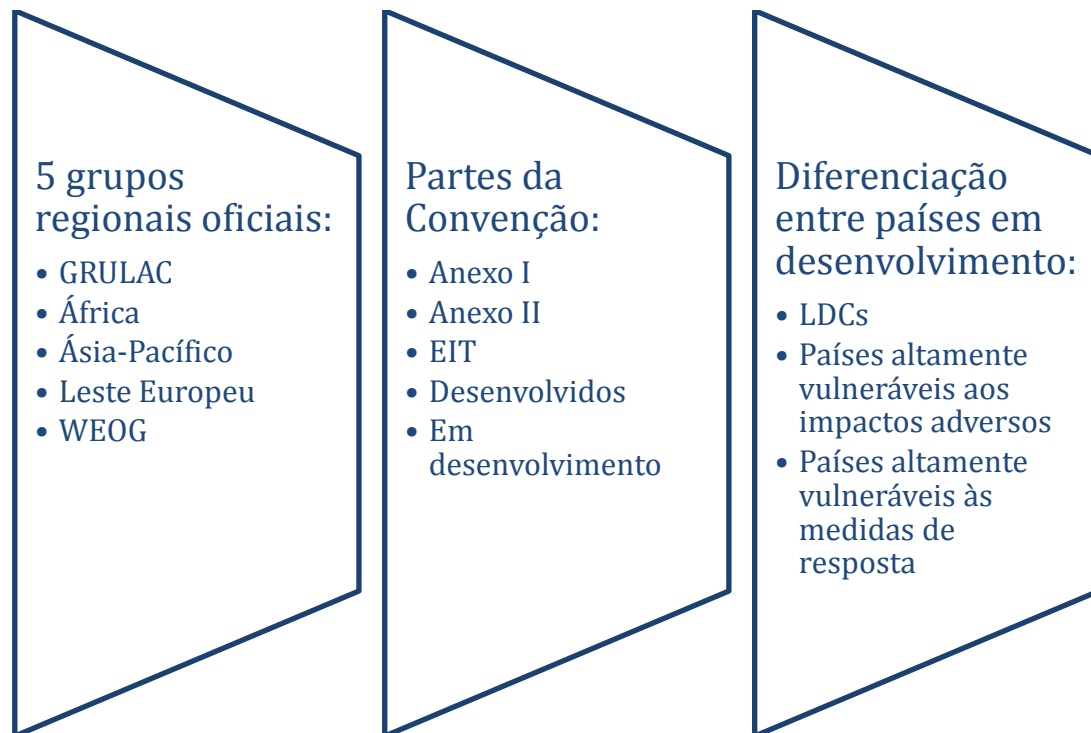 5 grupos
regionais oficiais:
• GRULAC
• África
• Ásia-Pacífico
• Leste Europeu
• WEOG
Partes da
Convenção:
• Anexo I
• Anexo II
• EIT
• Desenvolvidos
• Em
desenvolvimento
Diferenciação
entre países em
desenvolvimento:
• LDCs
• Países altamente
vulneráveis aos
impactos adversos
• Países altamente
vulneráveis às
medidas de
resposta